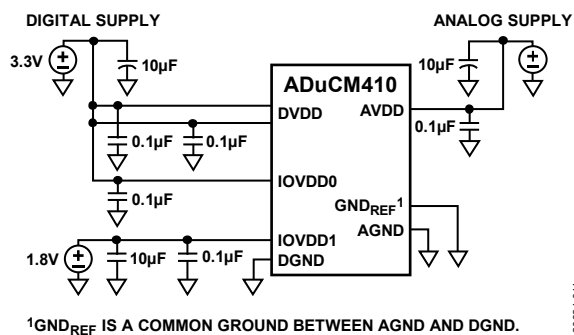 DIGITAL SUPPLY
ANALOG SUPPLY
3.3V
10µF
10µF
ADuCM410
DVDD
AVDD
0.1µF
0.1µF
0.1µF
IOVDD0
0.1µF
GNDREF1
AGND
IOVDD1
1.8V
10µF
0.1µF
DGND
1GNDREF IS A COMMON GROUND BETWEEN AGND AND DGND.